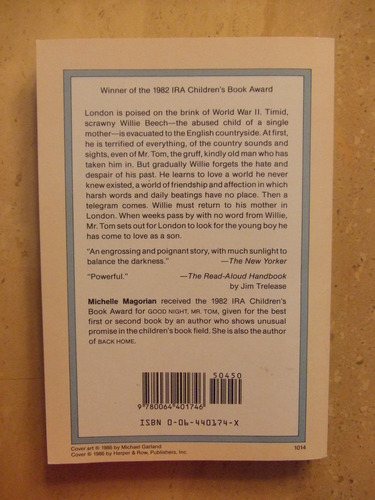 Winner of the 1982 IRA Children's Book Award
London is poised on the brink of World War II. Timid,
scrawny Willie Beech—the abused child of a single
mother—is evacuated to the English countryside. At first,
he is terrified of everything, of the country sounds and
sights, even of Mr. Tom, the gruff, kindly old man who has
taken him in. But gradually Willie forgets the hate and
despair of his past. He learns to love a world he never
knew existed, a world of friendship and affection in which
harsh words and daily beatings have no place. Then a
telegram comes. Willie must return to his mother in
London. When weeks pass by with no word from Willie,
Mr. Tom sets out for London to look for the young boy he
has come to love as a son.
"An engrossing and poignant story, with much sunlight to
balance the darkness." —The New Yorker
"Powerful." —The Read-Aloud Handbook
by Jim Trelease
Michelle Magorian received the 1982 IRA Children's
Book Award for GOOD NIGHT, MR. TOM, given for the best
first or second book by an author who shows unusual
promise in the children's book field. She is also the author
of BACK HOME.
50450
9 780064 401746
ISBN 0-06-440174-X
Cover art © 1986 by Michael Garland
Cover © 1986 by Harper & Row, Publishers, Inc.
1014